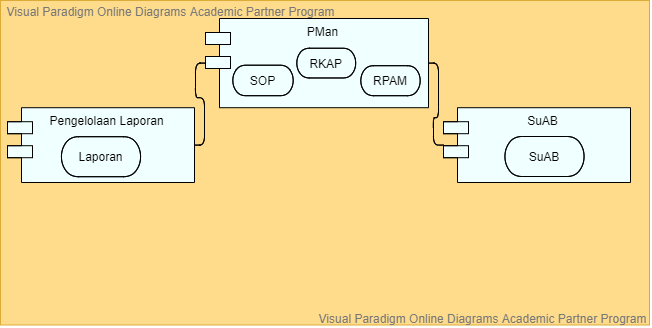 Visual Paradigm Online Diagrams Academic Partner Program
PMan
RKAP
SOP
RPAM
Pengelolaan Laporan
Laporan
SuAB
SuAB
Visual Paradigm Online Diagrams Academic Partner Program